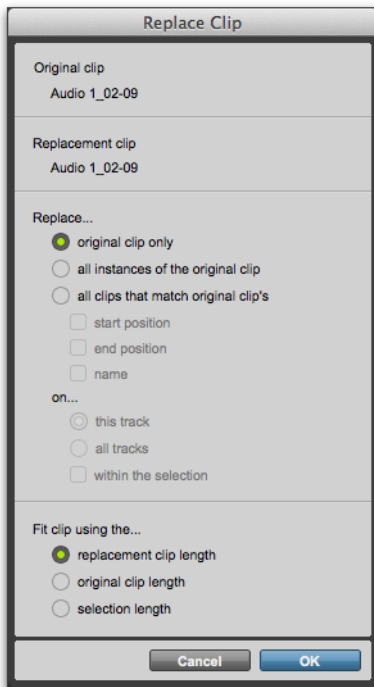 Replace Clip
Original clip
Audio 1_02-09
Replacement clip
Audio 1_02-09
Replace...
original clip only
all instances of the original clip
all clips that match original clip's
start position
end position
name
on...
this track
all tracks
within the selection
Fit clip using the...
replacement clip length
original clip length
selection length
Cancel OK